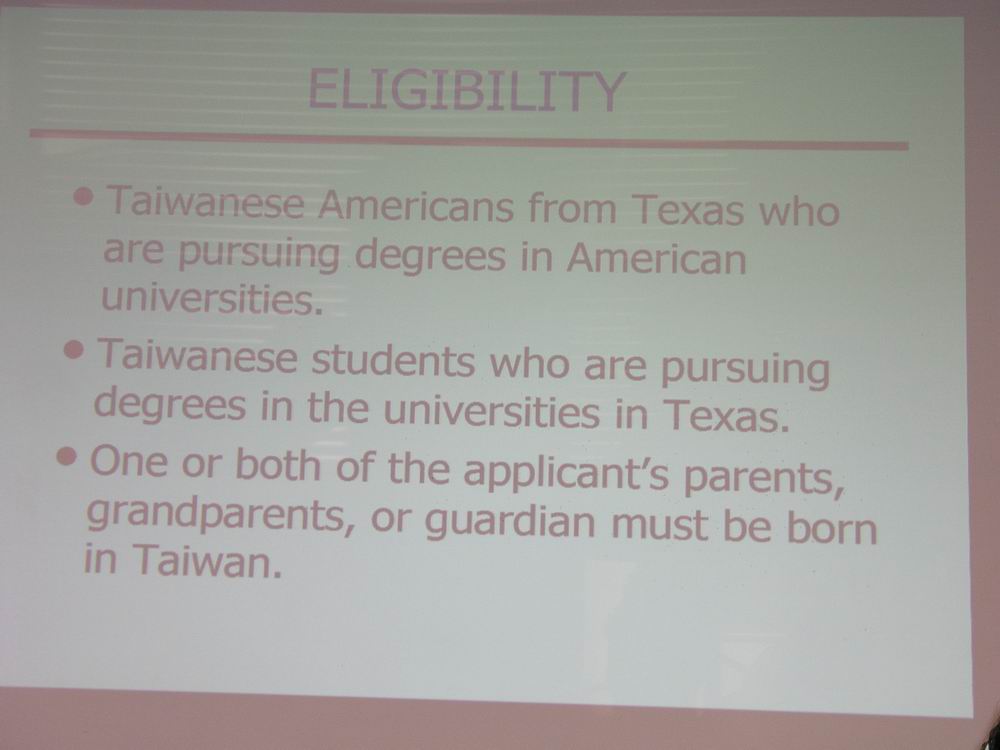 ELIGIBILITY
• Taiwanese Americans from Texas who
are pursuing degrees in American
universities.
• Taiwanese students who are pursuing
degrees in the universities in Texas.
• One or both of the applicant's parents,
grandparents, or guardian must be born
in Taiwan.